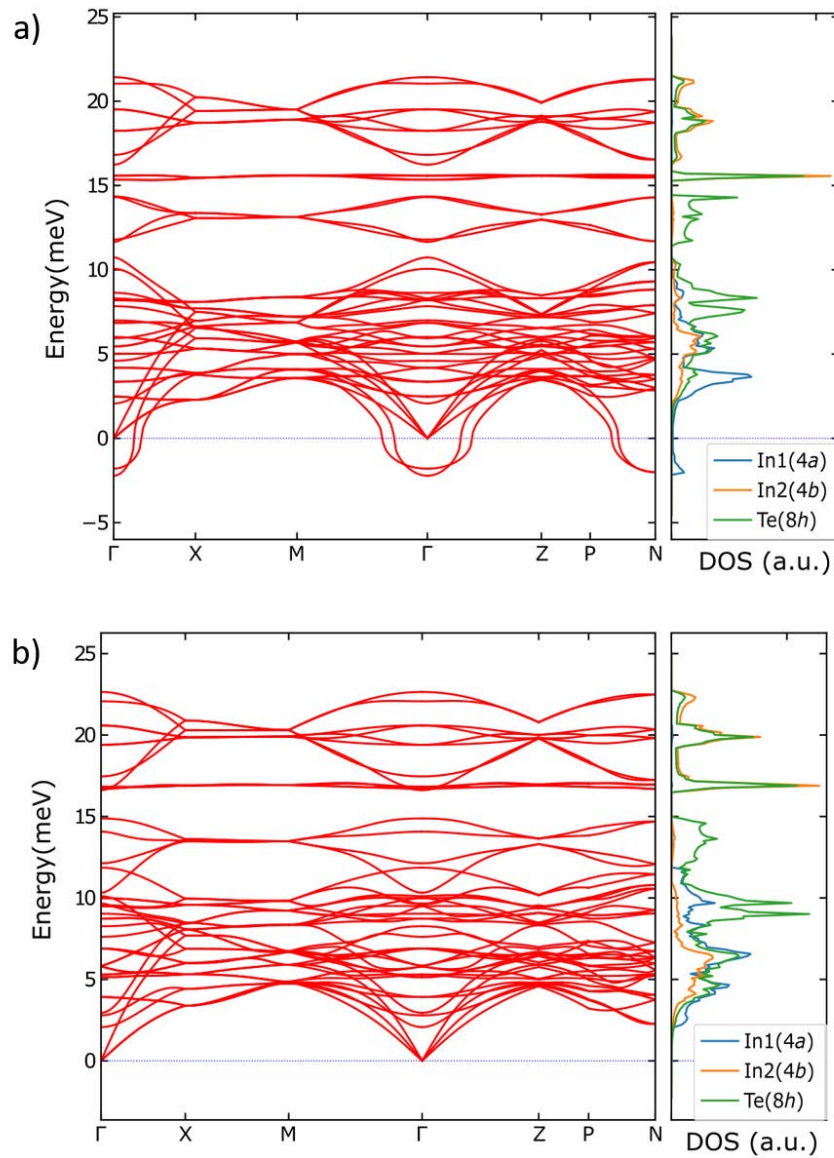 a)
Energy(meV)
25
20
15
10
5
0
−5
Γ X M Γ Z P N
In1(4a)
In2(4b)
Te(8h)
DOS (a.u.)
b)
Energy (meV)
25
20
15
10
5
0
Γ X M Γ Z P N
In1(4a)
In2(4b)
Te(8h)
DOS (a.u.)